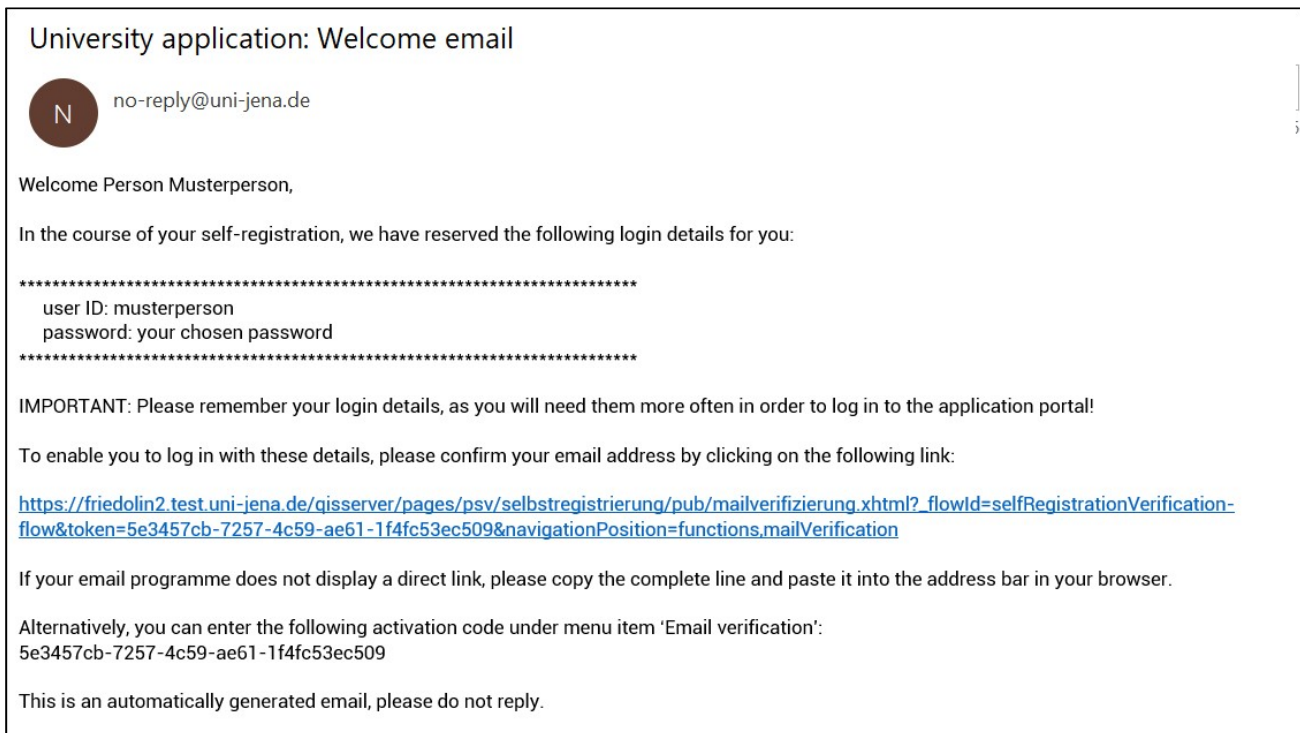 University application: Welcome email
N
no-reply@uni-jena.de
Welcome Person Musterperson,
In the course of your self-registration, we have reserved the following login details for you:
***************************************************************************
user ID: musterperson
password: your chosen password
***************************************************************************
IMPORTANT: Please remember your login details, as you will need them more often in order to log in to the application portal!
To enable you to log in with these details, please confirm your email address by clicking on the following link:
https://friedolin2.test.uni-jena.de/qisserver/pages/psv/selbstregistrierung/pub/mailverifizierung.xhtml?_flowId=selfRegistrationVerification-
flow&token=5e3457cb-7257-4c59-ae61-1f4fc53ec509&navigationPosition=functions,mailVerification
If your email programme does not display a direct link, please copy the complete line and paste it into the address bar in your browser.
Alternatively, you can enter the following activation code under menu item ‘Email verification’:
5e3457cb-7257-4c59-ae61-1f4fc53ec509
This is an automatically generated email, please do not reply.